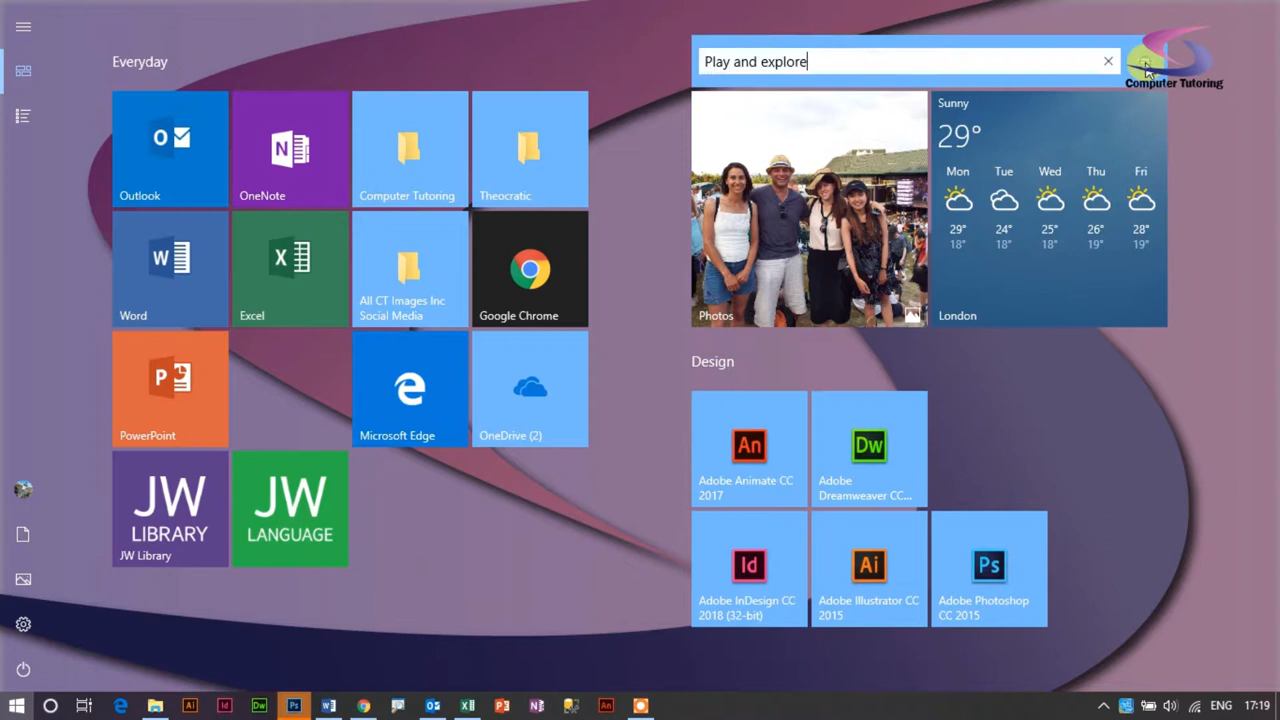 Everyday
Play and explore
Computer Tutoring
Outlook
OneNote
Computer Tutoring
Theocratic
Photos
Sunny
29°
Mon Tue Wed Thu Fri
29° 24° 25° 26° 28°
18° 18° 18° 19° 19°
London
Word
Excel
All CT Images Inc
Social Media
Google Chrome
PowerPoint
Microsoft Edge
OneDrive (2)
JW
LIBRARY
JW Library
JW
LANGUAGE
Design
An
Adobe Animate CC
2017
Dw
Adobe
Dreamweaver CC...
Id
Adobe InDesign CC
2018 (32-bit)
Ai
Adobe Illustrator CC
2015
Ps
Adobe Photoshop
CC 2015
ENG
17:19